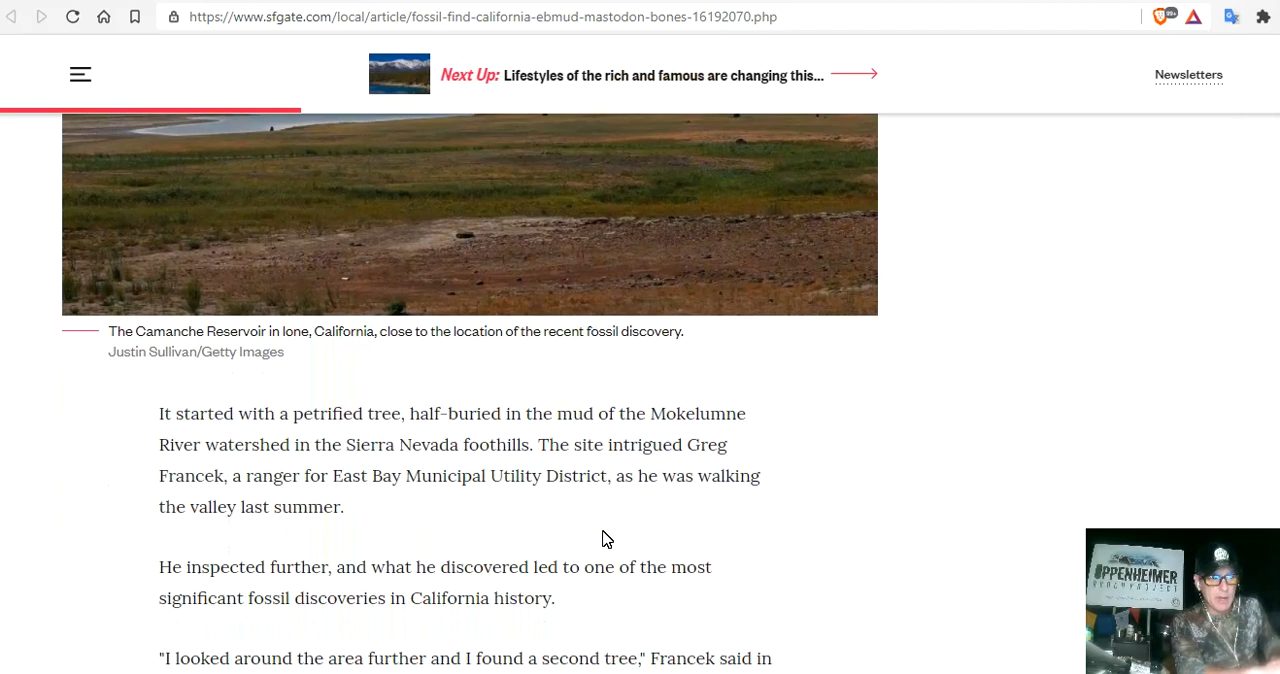 https://www.sfgate.com/local/article/fossil-find-california-ebmud-mastodon-bones-16192070.php
99+
Next Up: Lifestyles of the rich and famous are changing this...
Newsletters
The Camanche Reservoir in Ione, California, close to the location of the recent fossil discovery.
Justin Sullivan/Getty Images
It started with a petrified tree, half-buried in the mud of the Mokelumne
River watershed in the Sierra Nevada foothills. The site intrigued Greg
Francek, a ranger for East Bay Municipal Utility District, as he was walking
the valley last summer.
He inspected further, and what he discovered led to one of the most
significant fossil discoveries in California history.
"I looked around the area further and I found a second tree," Francek said in